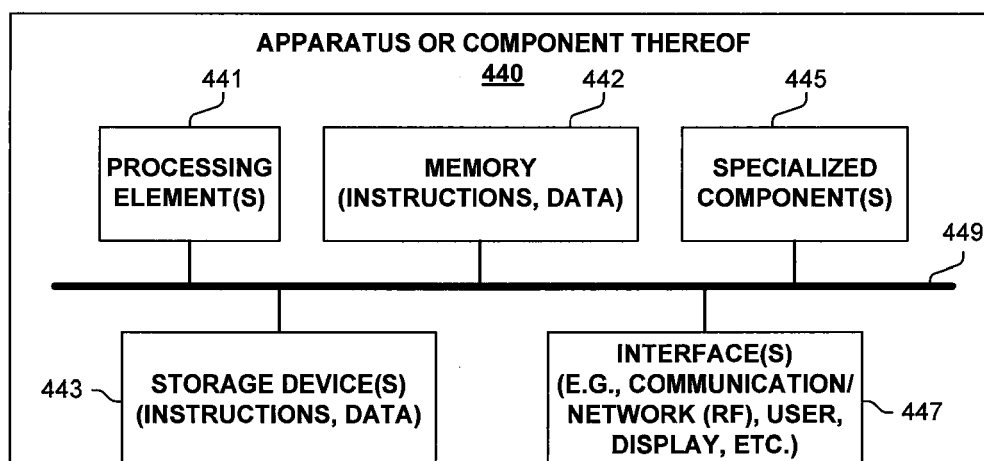 APPARATUS OR COMPONENT THEREOF
440
441
442
445
PROCESSING
ELEMENT(S)
MEMORY
(INSTRUCTIONS, DATA)
SPECIALIZED
COMPONENT(S)
449
443
STORAGE DEVICE(S)
(INSTRUCTIONS, DATA)
INTERFACE(S)
(E.G., COMMUNICATION/
NETWORK (RF), USER,
DISPLAY, ETC.)
447